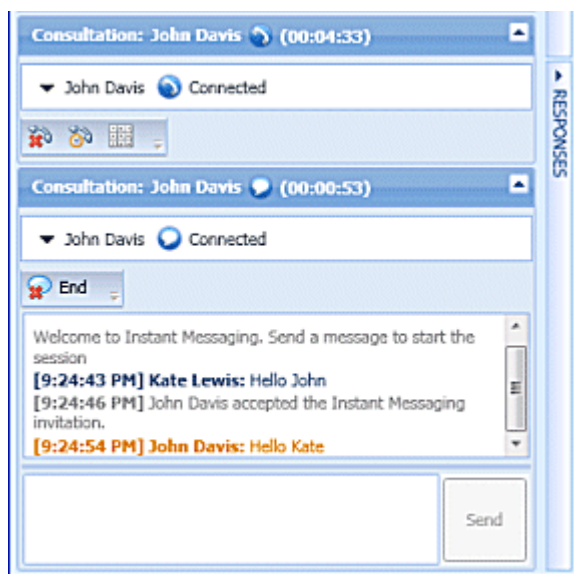 Consultation: John Davis (00:04:33)
John Davis Connected
RESPONSES
Consultation: John Davis (00:00:53)
John Davis Connected
End
Welcome to Instant Messaging. Send a message to start the
session
[9:24:43 PM] Kate Lewis: Hello John
[9:24:46 PM] John Davis accepted the Instant Messaging
invitation.
[9:24:54 PM] John Davis: Hello Kate
Send